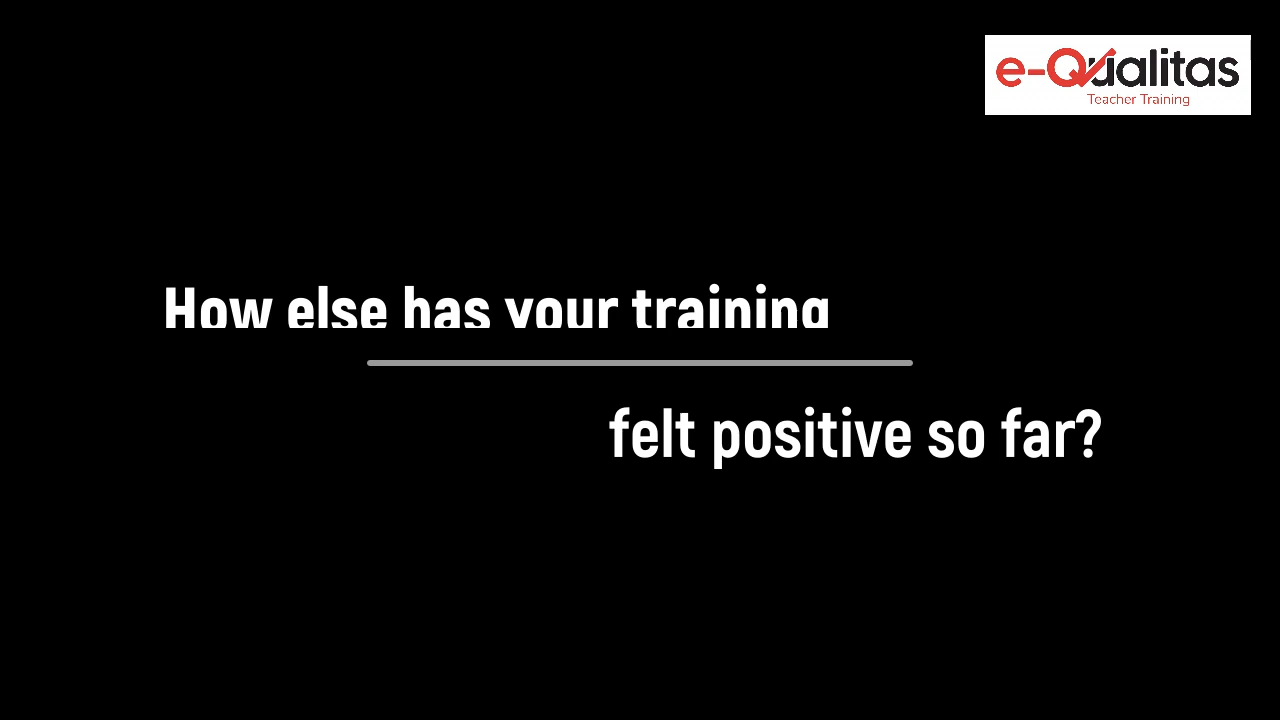 e-Qualitas
Teacher Training
How else has your training
felt positive so far?